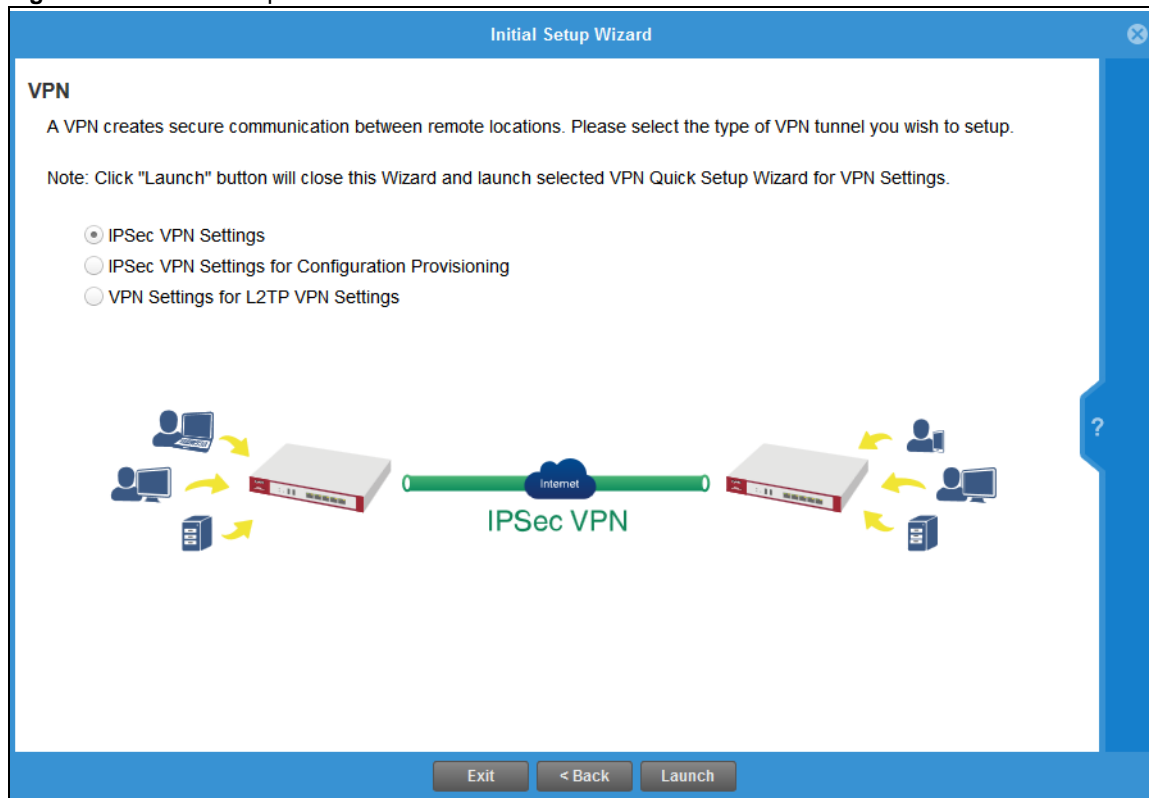 Initial Setup Wizard
VPN
A VPN creates secure communication between remote locations. Please select the type of VPN tunnel you wish to setup.
Note: Click "Launch" button will close this Wizard and launch selected VPN Quick Setup Wizard for VPN Settings.
IPSec VPN Settings
IPSec VPN Settings for Configuration Provisioning
VPN Settings for L2TP VPN Settings
?
Internet
IPSec VPN
Exit
< Back
Launch